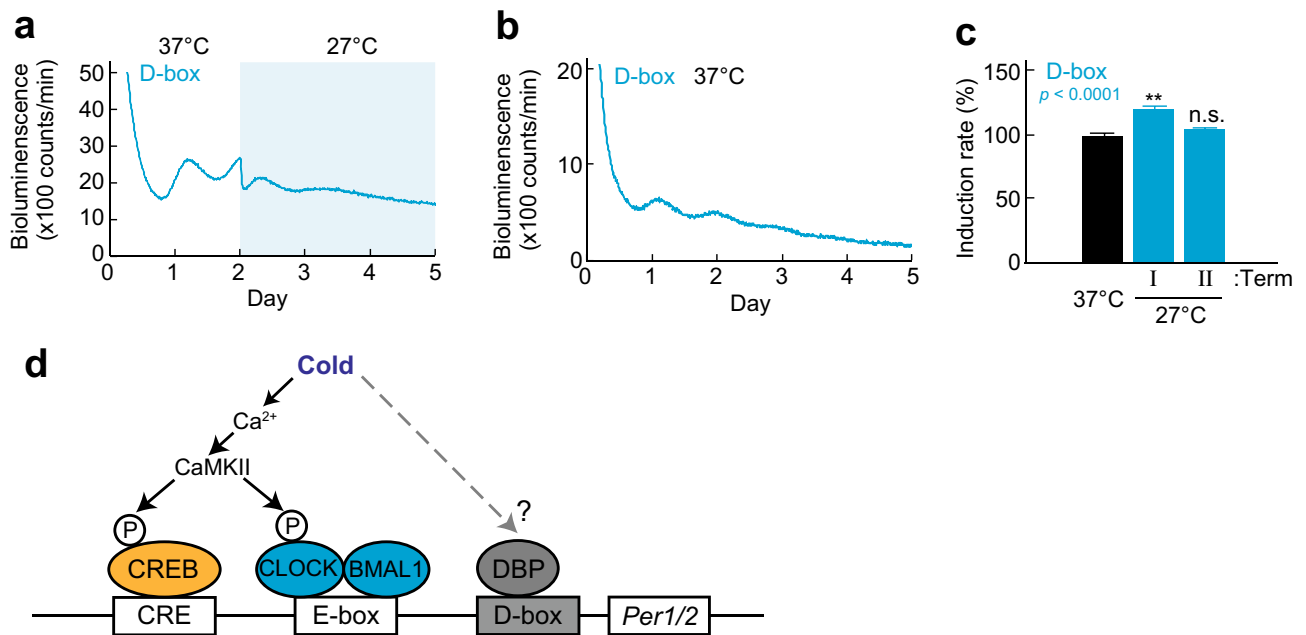 a
37°C
27°C
Bioluminenscence
(x100 counts/min)
D-box
50
40
30
20
10
0
0
1
2
3
4
5
Day
b
Bioluminenscence
(x100 counts/min)
D-box 37°C
20
10
0
0
1
2
3
4
5
Day
c
Induction rate (%)
150
100
50
0
D-box
p < 0.0001
**
n.s.
I II :Term
37°C
27°C
d
Cold
Ca2+
CaMKII
P
P
?
CREB
CLOCK
BMAL1
DBP
CRE
E-box
D-box
Per1/2